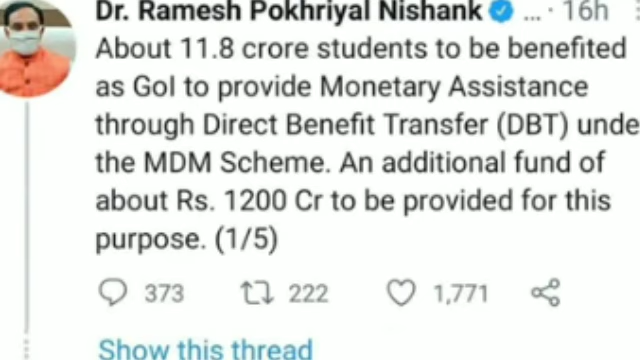 Dr. Ramesh Pokhriyal Nishank ... · 16h
About 11.8 crore students to be benefited
as GoI to provide Monetary Assistance
through Direct Benefit Transfer (DBT) unde
the MDM Scheme. An additional fund of
about Rs. 1200 Cr to be provided for this
purpose. (1/5)
373 222 1,771
Show this thread